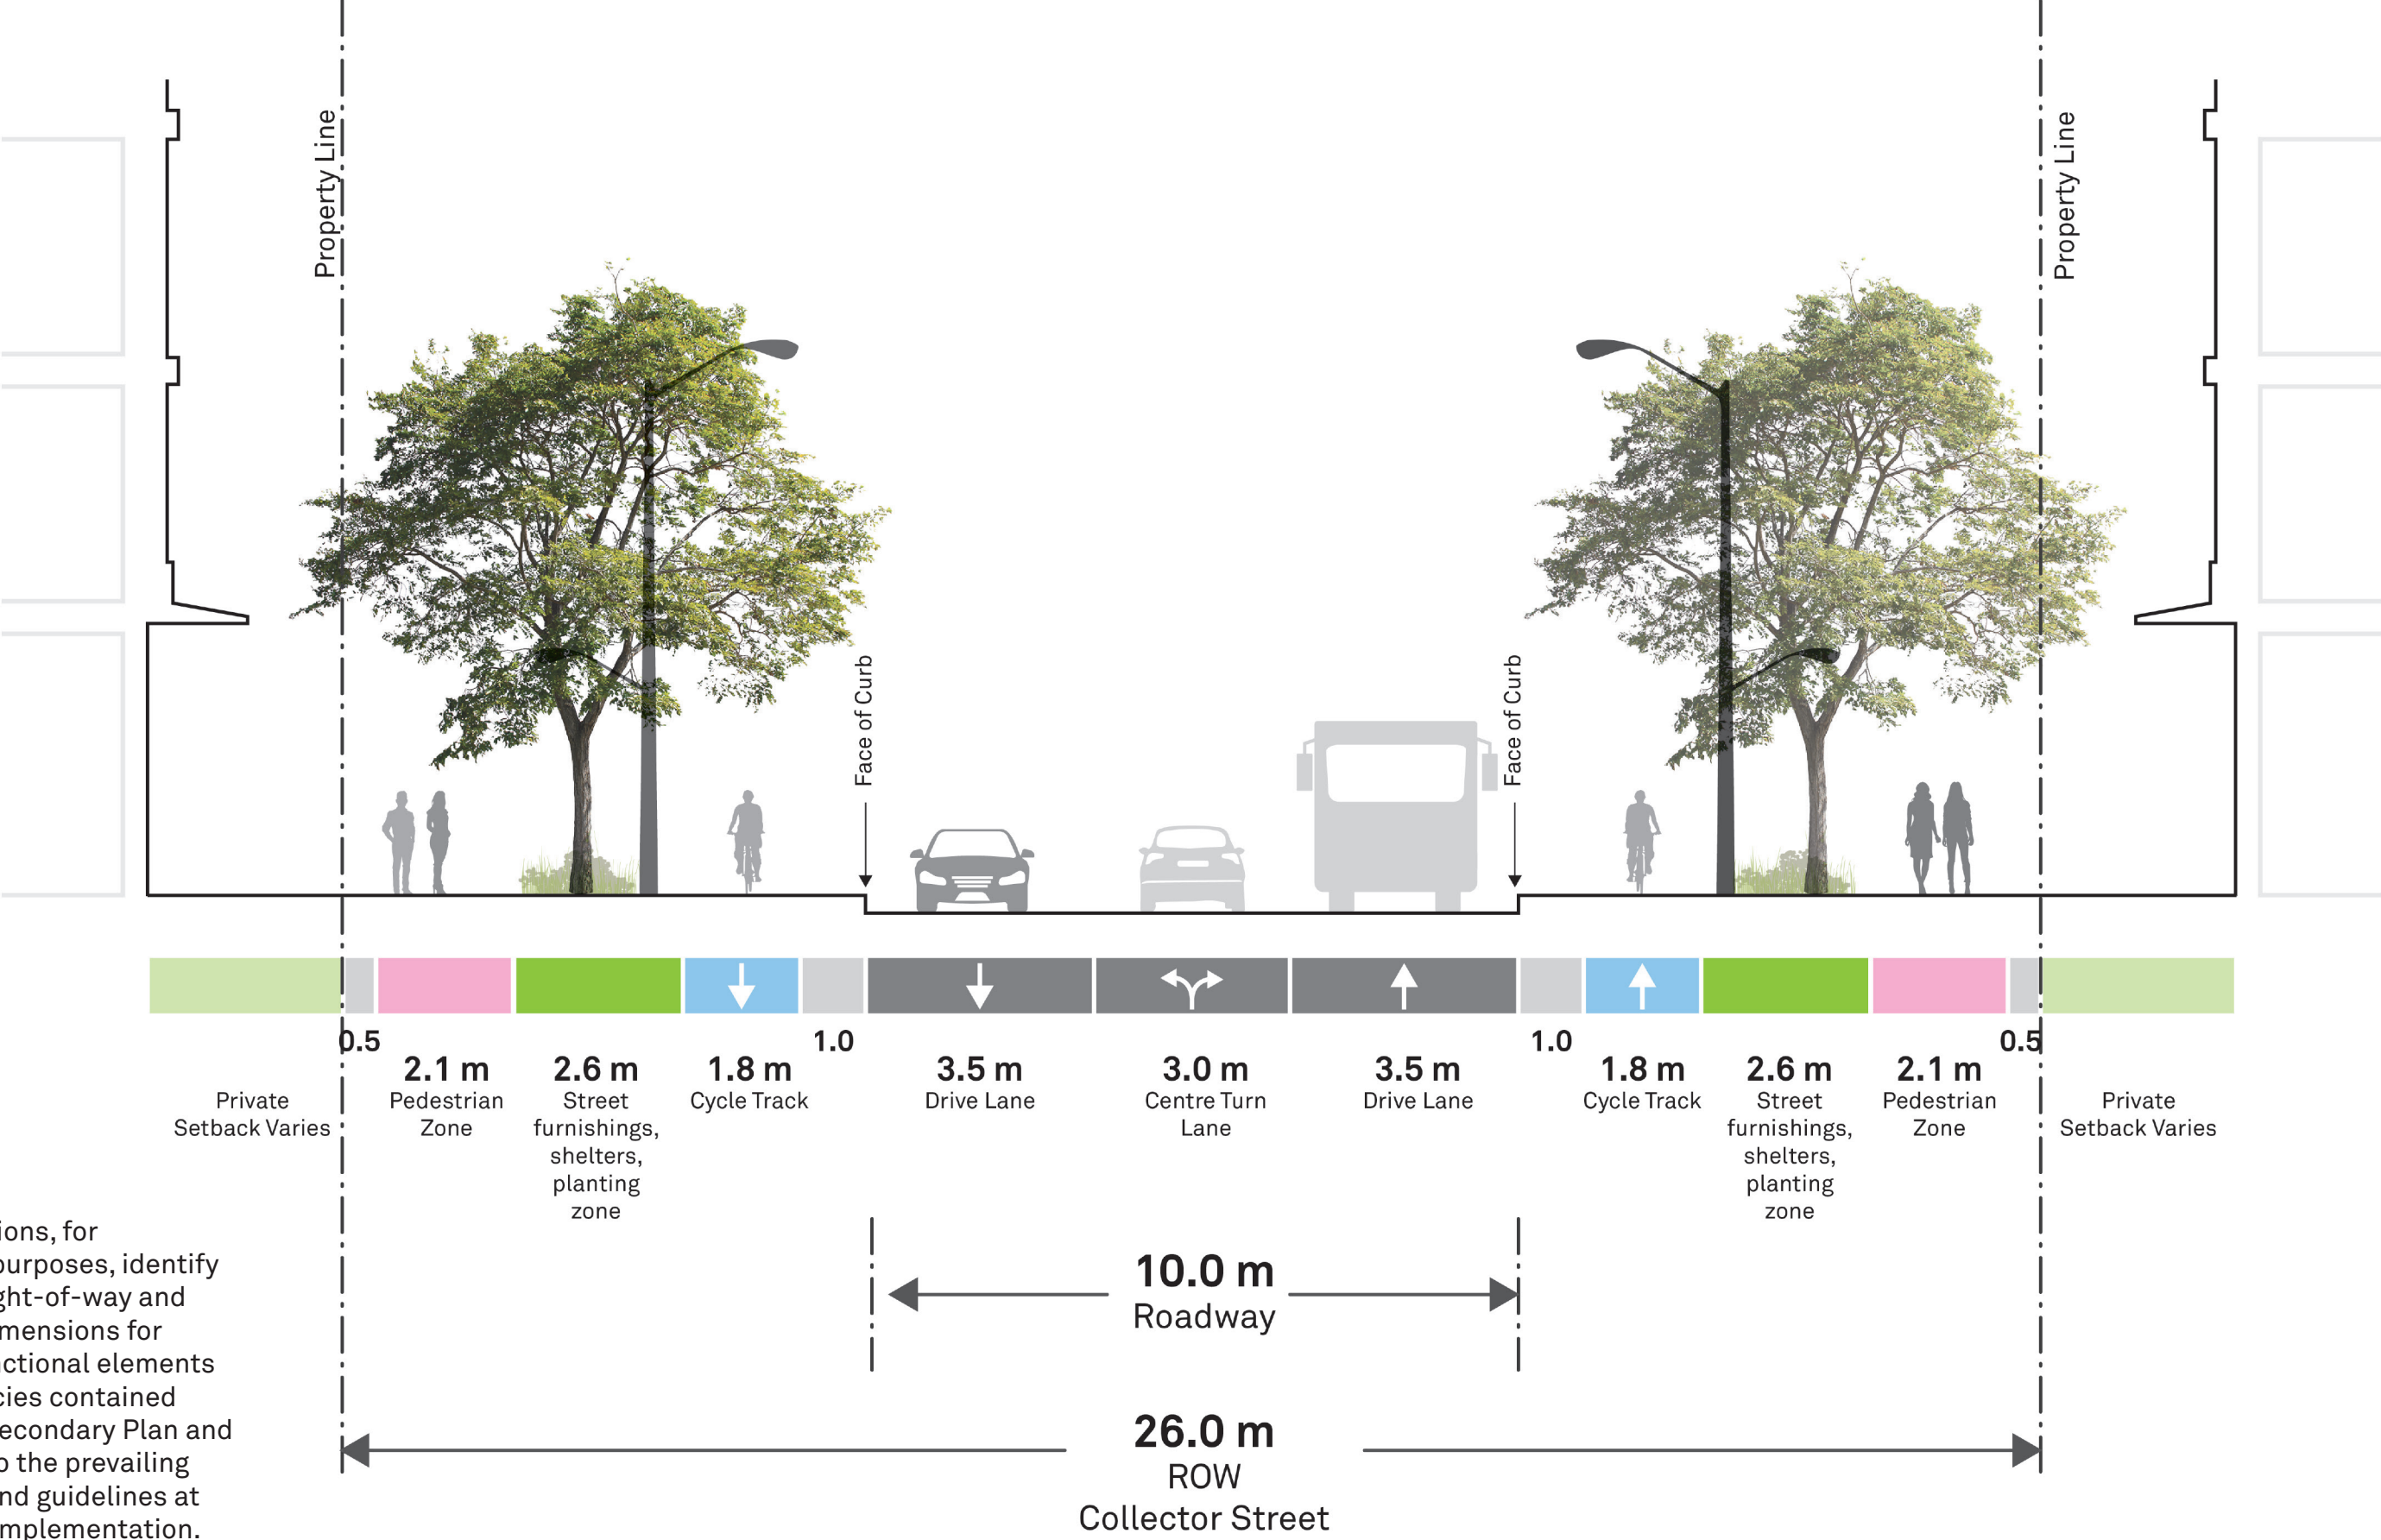 Property Line
Property Line
Face of Curb
Face of Curb
0.5
1.0
1.0
0.5
2.1 m
2.6 m
1.8 m
3.5 m
3.0 m
3.5 m
1.8 m
2.6 m
2.1 m
Private
Setback Varies
Pedestrian
Zone
Street
furnishings,
shelters,
planting
zone
Cycle Track
Drive Lane
Centre Turn
Lane
Drive Lane
Cycle Track
Street
furnishings,
shelters,
planting
zone
Pedestrian
Zone
Private
Setback Varies
10.0 m
Roadway
26.0 m
ROW
Collector Street
ions, for
purposes, identify
ght-of-way and
mensions for
nctional elements
cies contained
econdary Plan and
o the prevailing
nd guidelines at
mplementation.